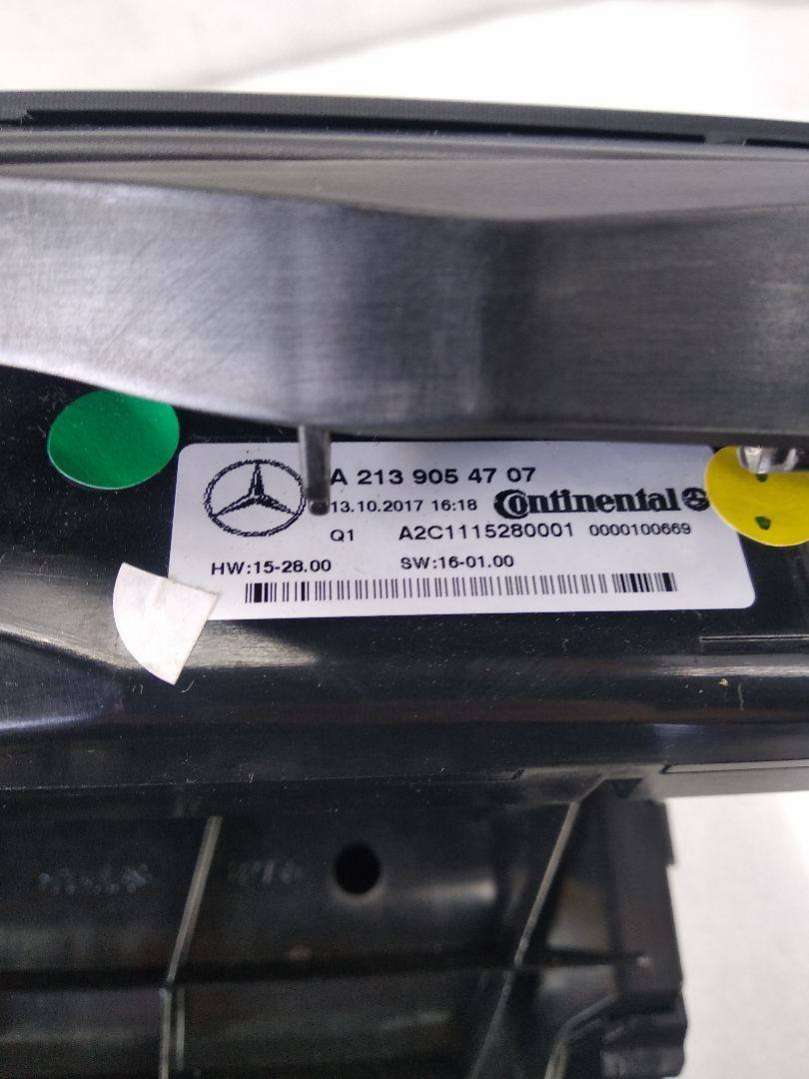 A 213 905 47 07
13.10.2017 16:18 Continental
Q1 A2C1115280001 0000100669
HW:15-28.00 SW:16-01.00